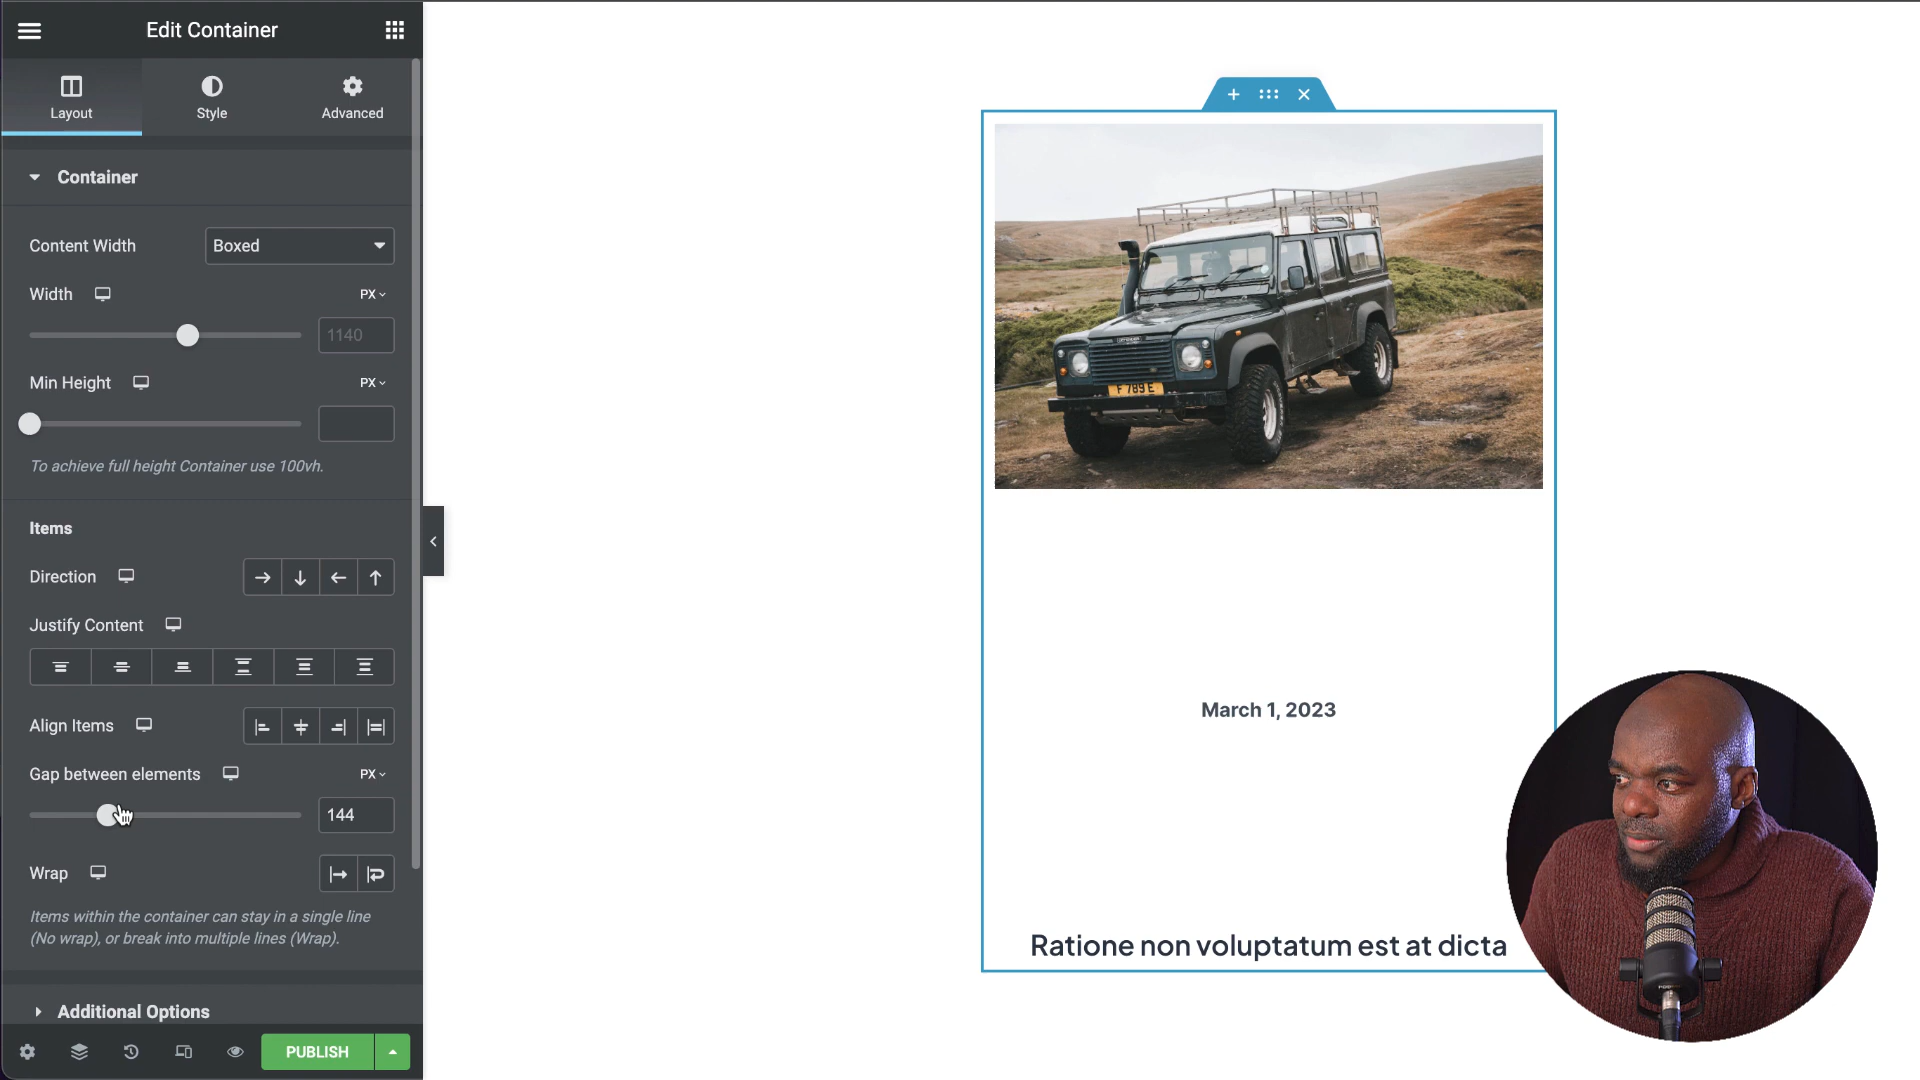 Edit Container
Layout
Style
Advanced
Container
Content Width
Boxed
Width
PX
1140
Min Height
PX
To achieve full height Container use 100vh.
Items
Direction
Justify Content
Align Items
Gap between elements
PX
144
Wrap
Items within the container can stay in a single line
(No wrap), or break into multiple lines (Wrap).
Additional Options
PUBLISH
F 789 E
March 1, 2023
Ratione non voluptatum est at dicta